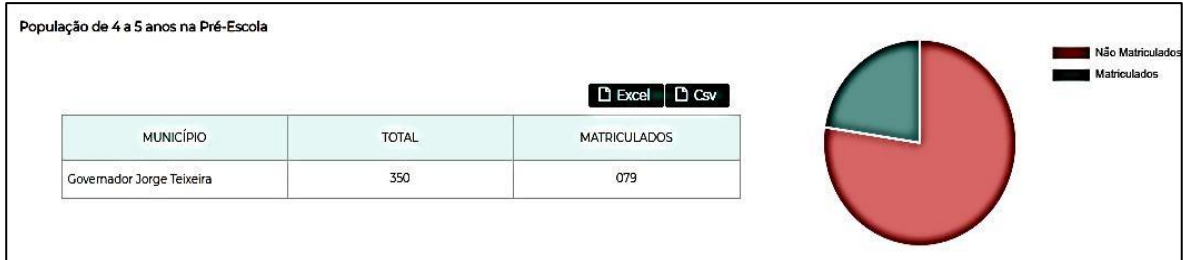 População de 4 a 5 anos na Pré-Escola
Não Matriculados
Matriculados
Excel Csv
MUNICÍPIO TOTAL MATRICULADOS
Governador Jorge Teixeira 350 079